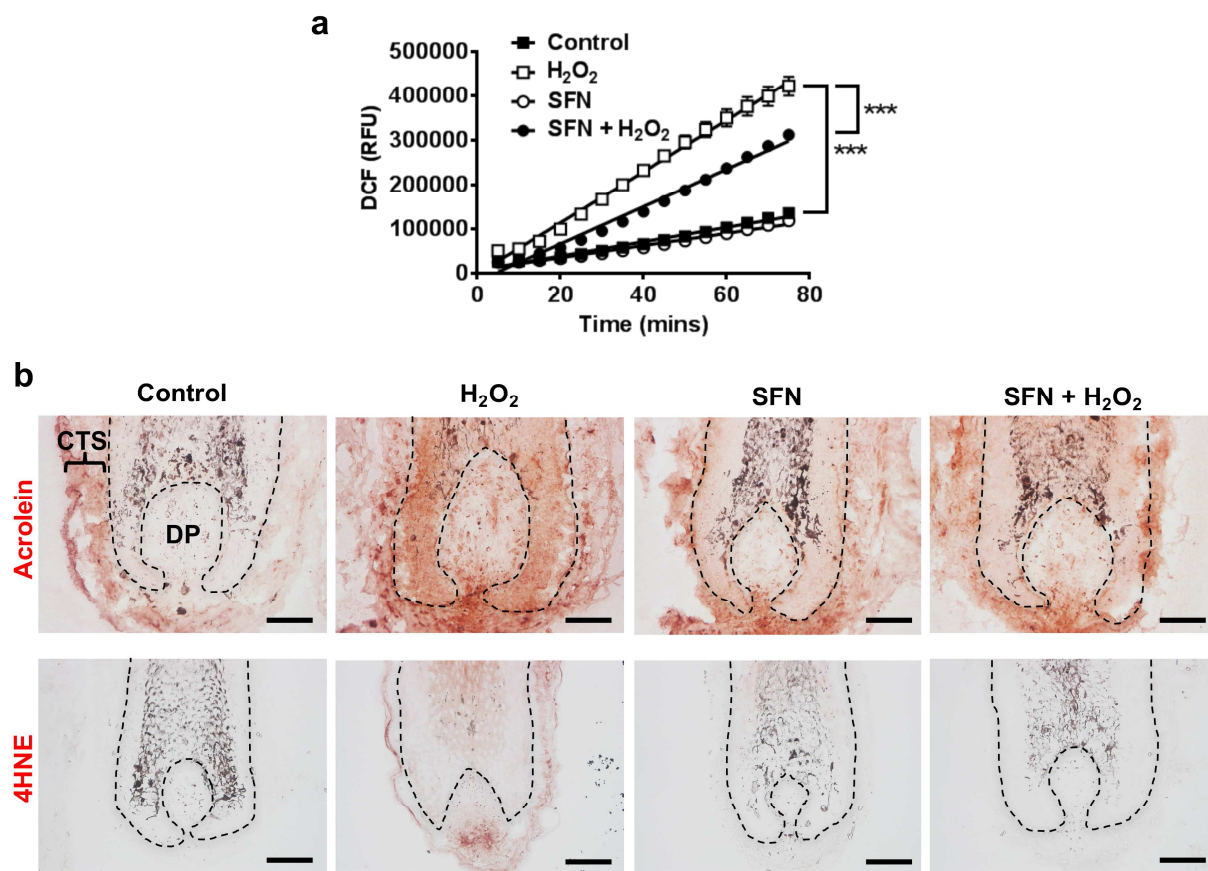 a
Control
H₂O₂
SFN
SFN + H₂O₂
500000
400000
300000
200000
100000
0
DCF (RFU)
0 20 40 60 80
Time (mins)
***
***
b
Control H₂O₂ SFN SFN + H₂O₂
Acrolein
CTS
DP
4HNE